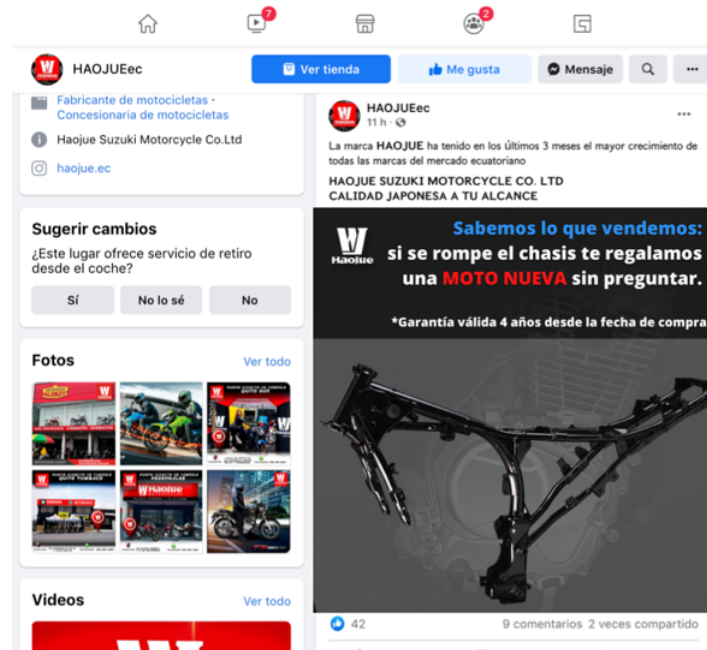 7
2
HAOJUEec
Ver tienda
Me gusta
Mensaje
Fabricante de motocicletas ·
Concesionaria de motocicletas
Haojue Suzuki Motorcycle Co.Ltd
haojue.ec
Sugerir cambios
¿Este lugar ofrece servicio de retiro
desde el coche?
Sí
No lo sé
No
Fotos
Ver todo
Videos
Ver todo
HAOJUEec
11 h ·
La marca HAOJUE ha tenido en los últimos 3 meses el mayor crecimiento de
todas las marcas del mercado ecuatoriano
HAOJUE SUZUKI MOTORCYCLE CO. LTD
CALIDAD JAPONESA A TU ALCANCE
Haojue
Sabemos lo que vendemos:
si se rompe el chasis te regalamos
una MOTO NUEVA sin preguntar.
*Garantía válida 4 años desde la fecha de compra
42
9 comentarios 2 veces compartido